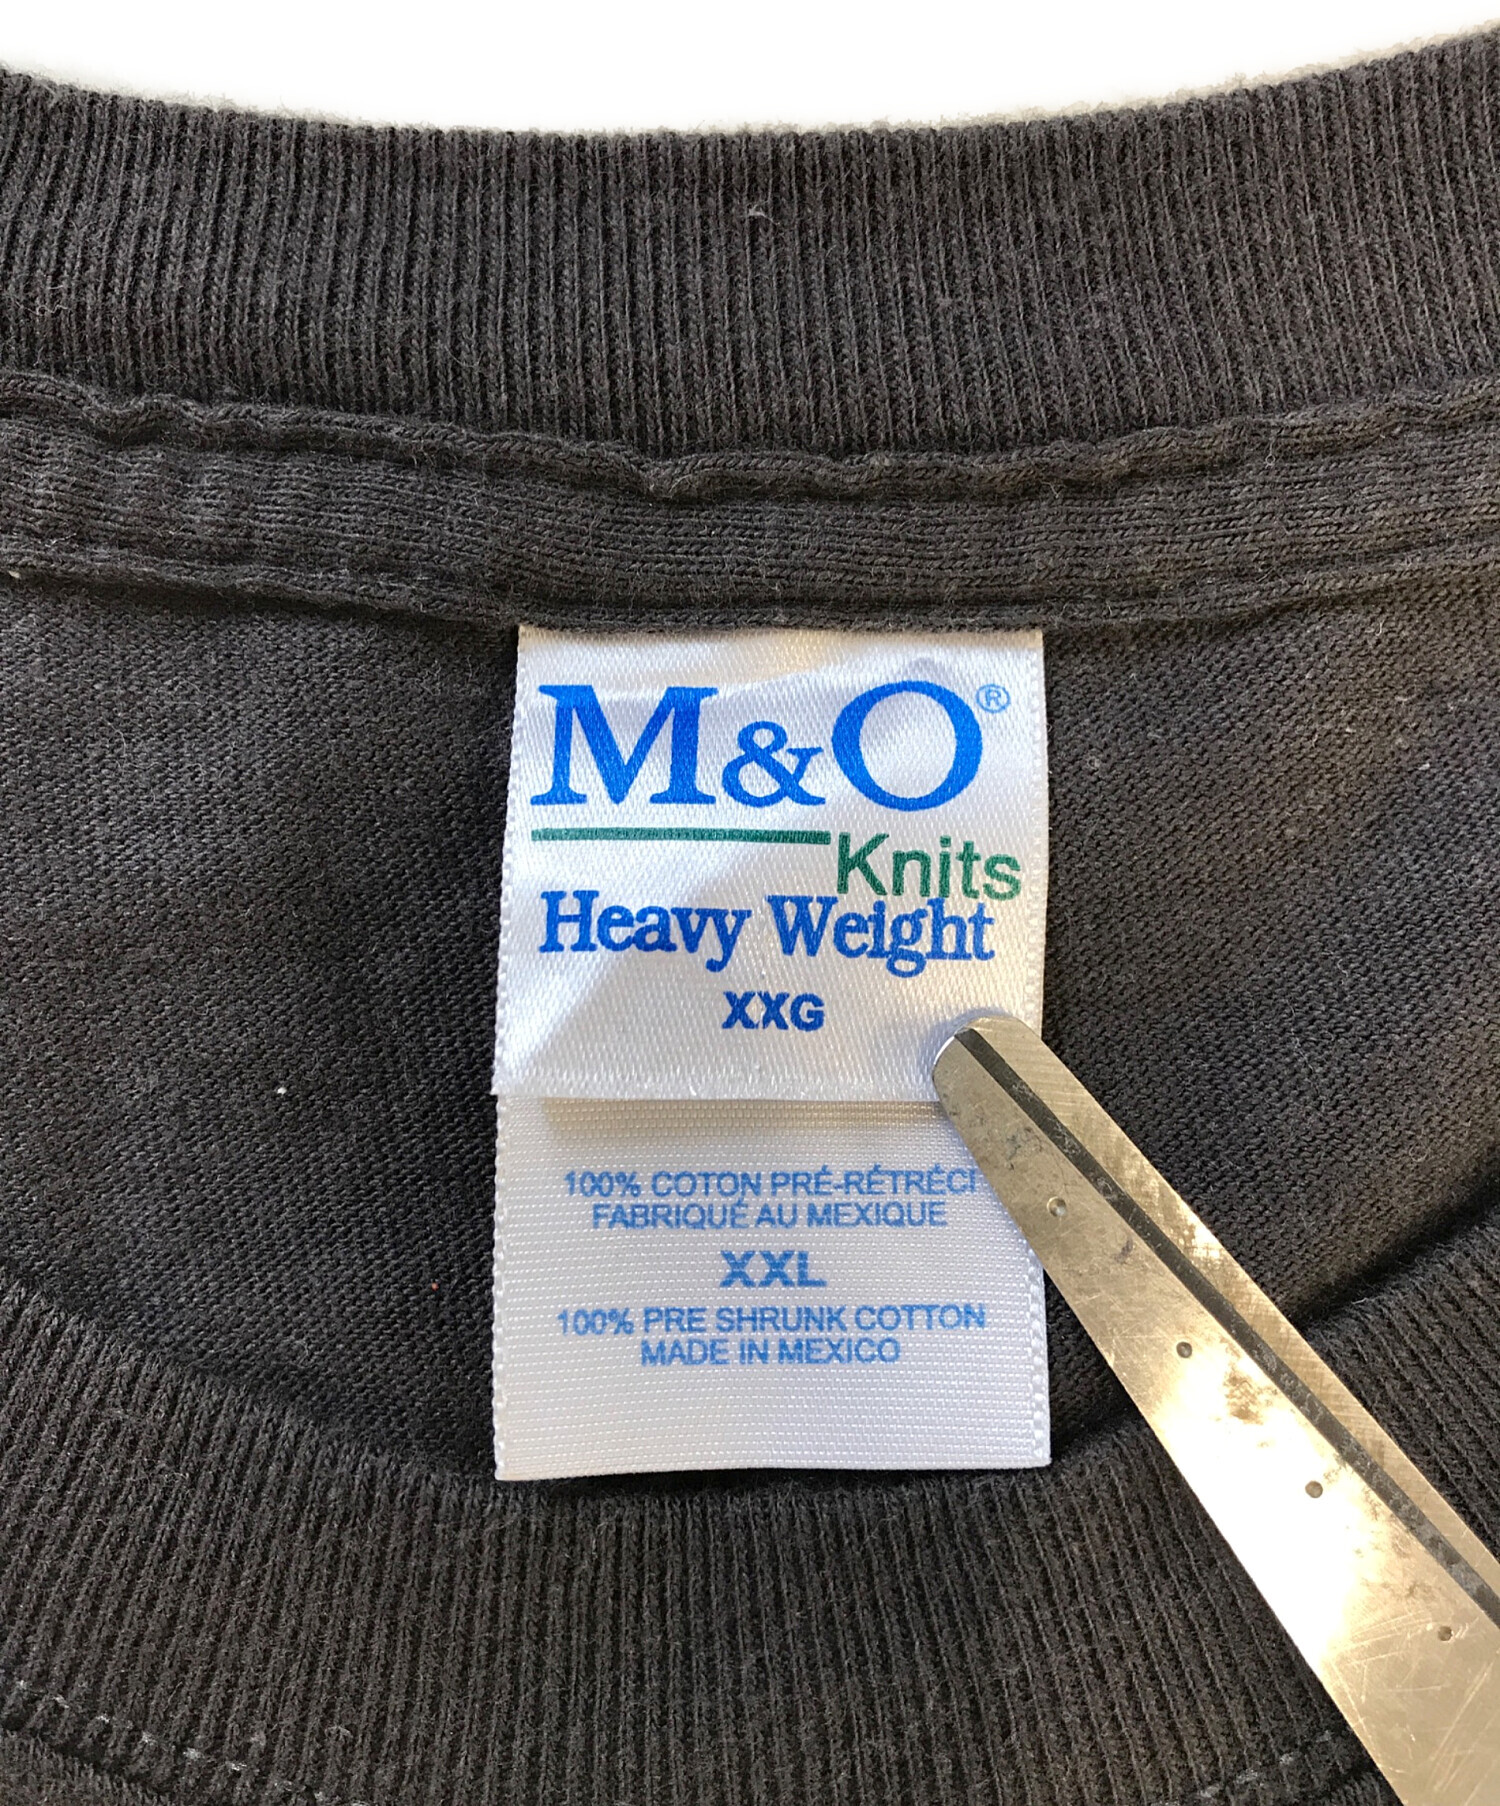 M&O®
Knits
Heavy Weight
XXG
100% COTON PRÉ-RÉTRÉCI
FABRIQUÉ AU MEXIQUE
XXL
100% PRE SHRUNK COTTON
MADE IN MEXICO